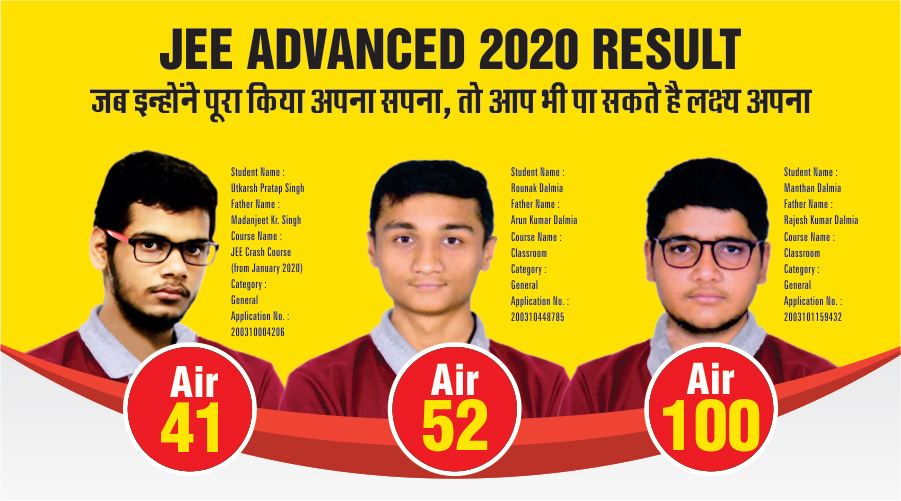 JEE ADVANCED 2020 RESULT
जब इन्होंने पूरा किया अपना सपना, तो आप भी पा सकते है लक्ष्य अपना
Student Name :
Utkarsh Pratap Singh
Father Name :
Madanjeet Kr. Singh
Course Name :
JEE Crash Course
(from January 2020)
Category :
General
Application No. :
200310004206
Air
41
Student Name :
Rounak Dalmia
Father Name :
Arun Kumar Dalmia
Course Name :
Classroom
Category :
General
Application No. :
200310448785
Air
52
Student Name :
Manthan Dalmia
Father Name :
Rajesh Kumar Dalmia
Course Name :
Classroom
Category :
General
Application No. :
2003101159432
Air
100